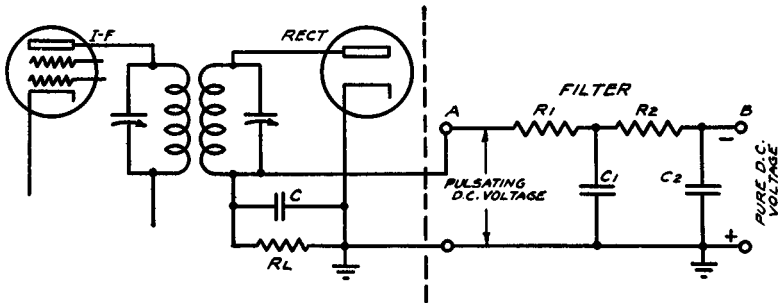 I-F
RECT
C
RL
A
PULSATING
D.C. VOLTAGE
FILTER
R1
R2
C1
C2
B
-
+
PURE D.C.
VOLTAGE